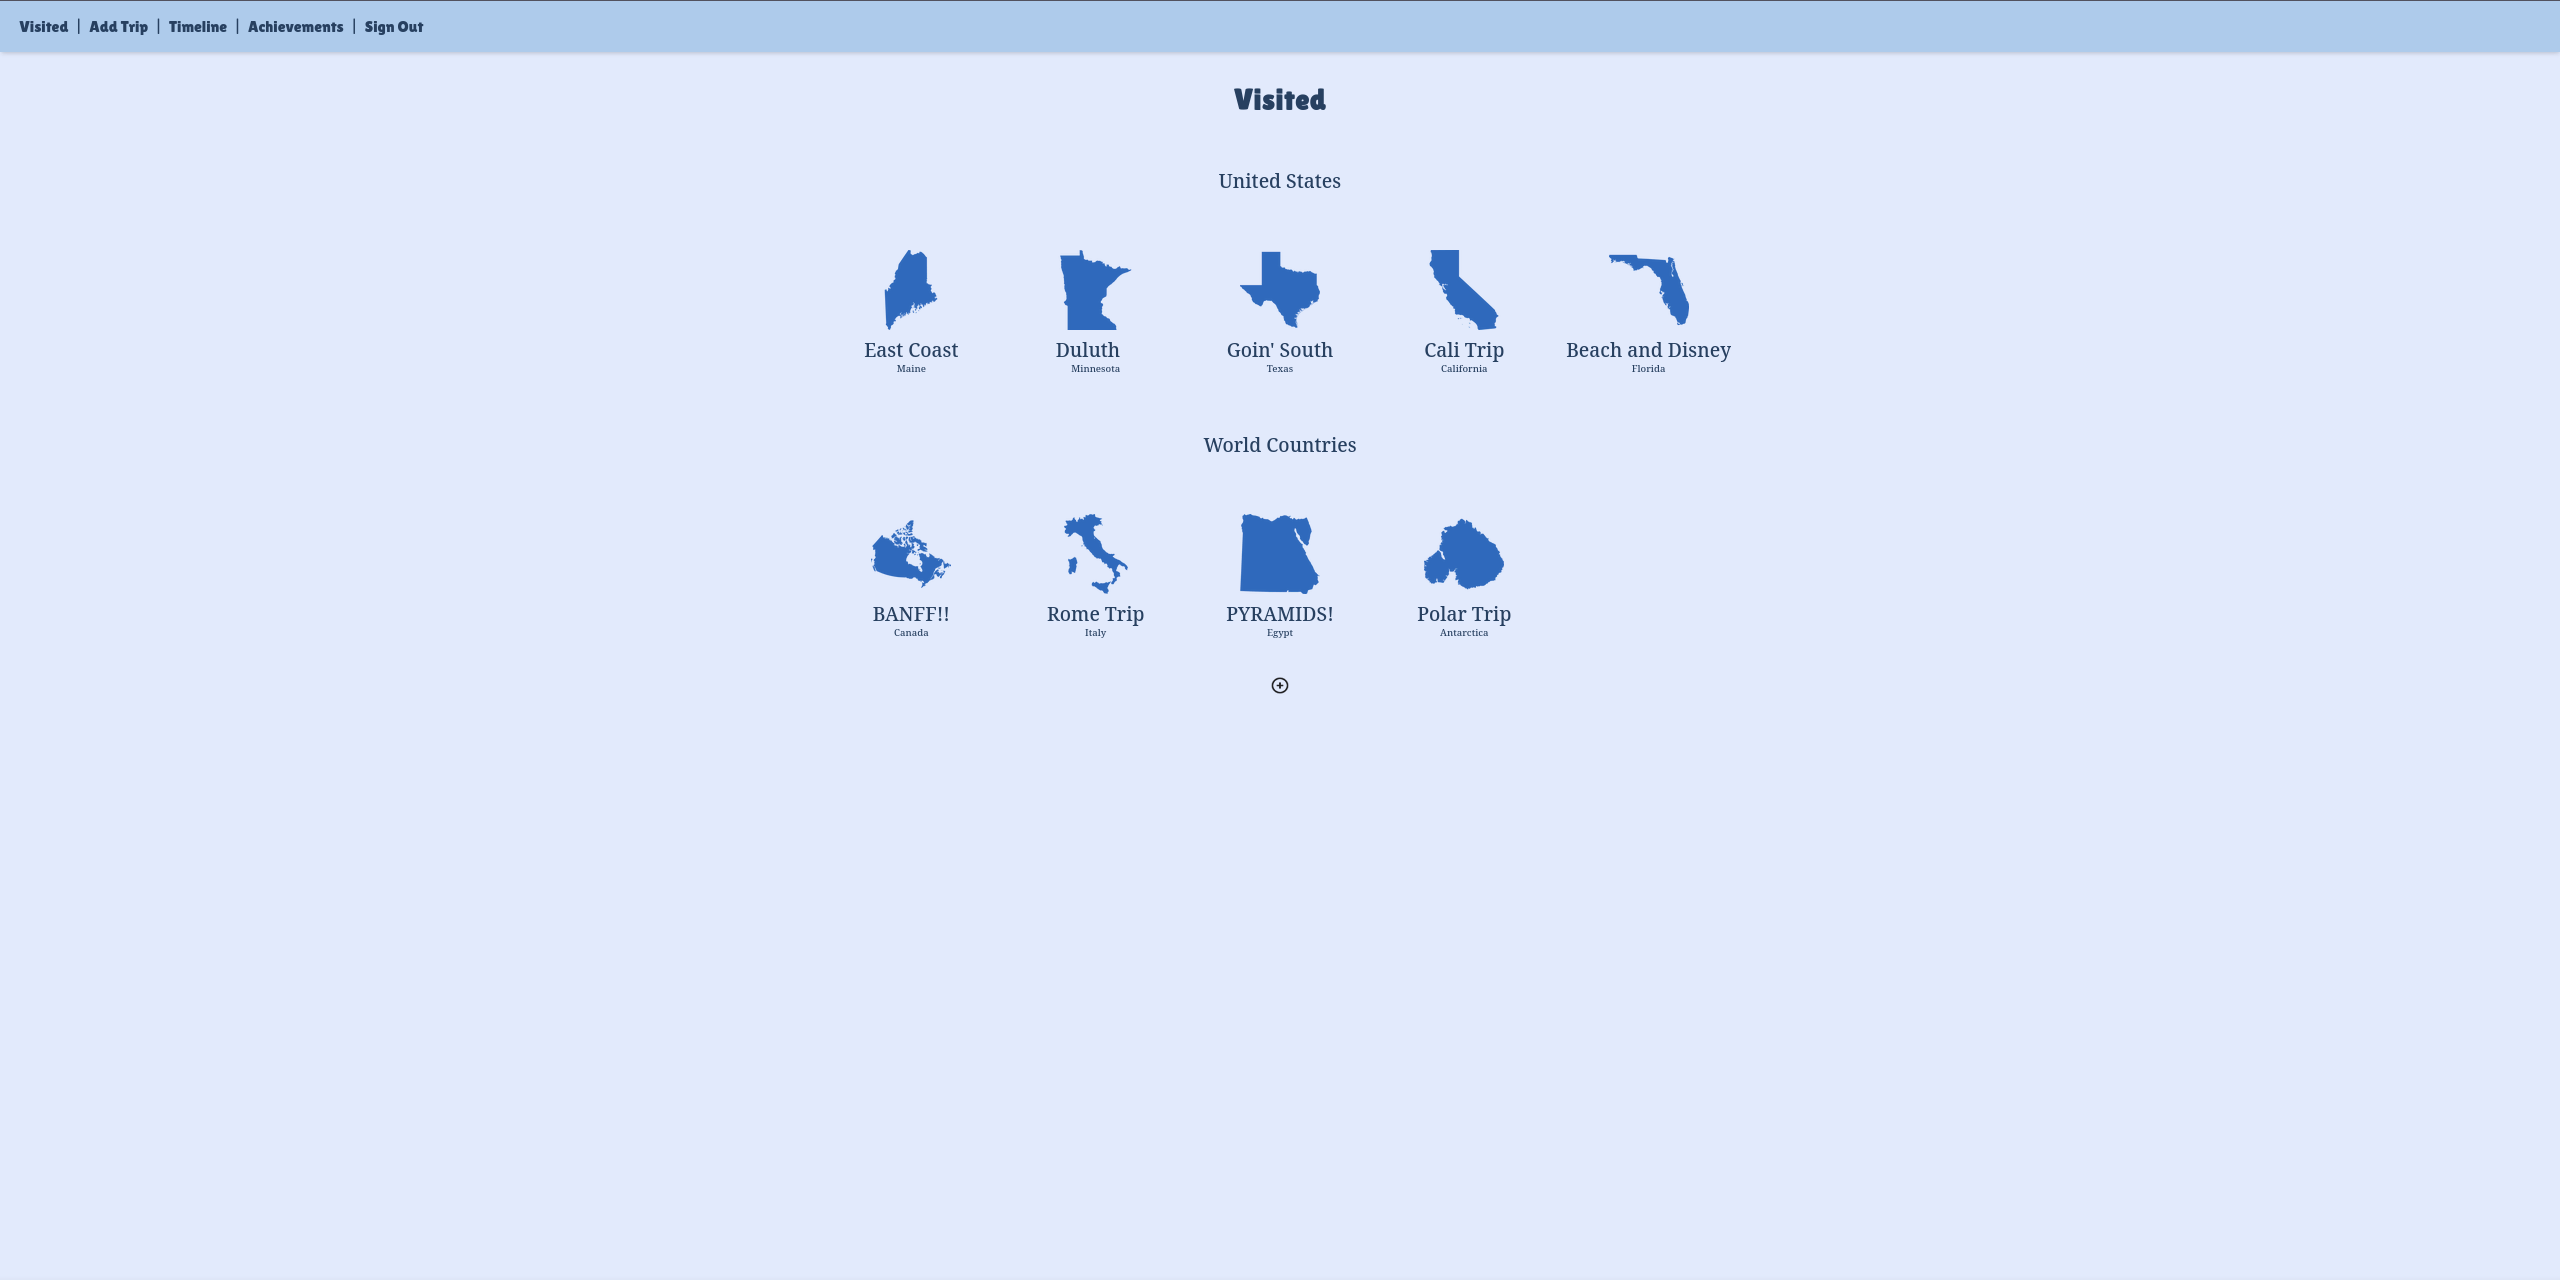 Visited | Add Trip | Timeline | Achievements | Sign Out
Visited
United States
East Coast Duluth Goin' South Cali Trip Beach and Disney
Maine Minnesota Texas California Florida
World Countries
BANFF!! Rome Trip PYRAMIDS! Polar Trip
Canada Italy Egypt Antarctica